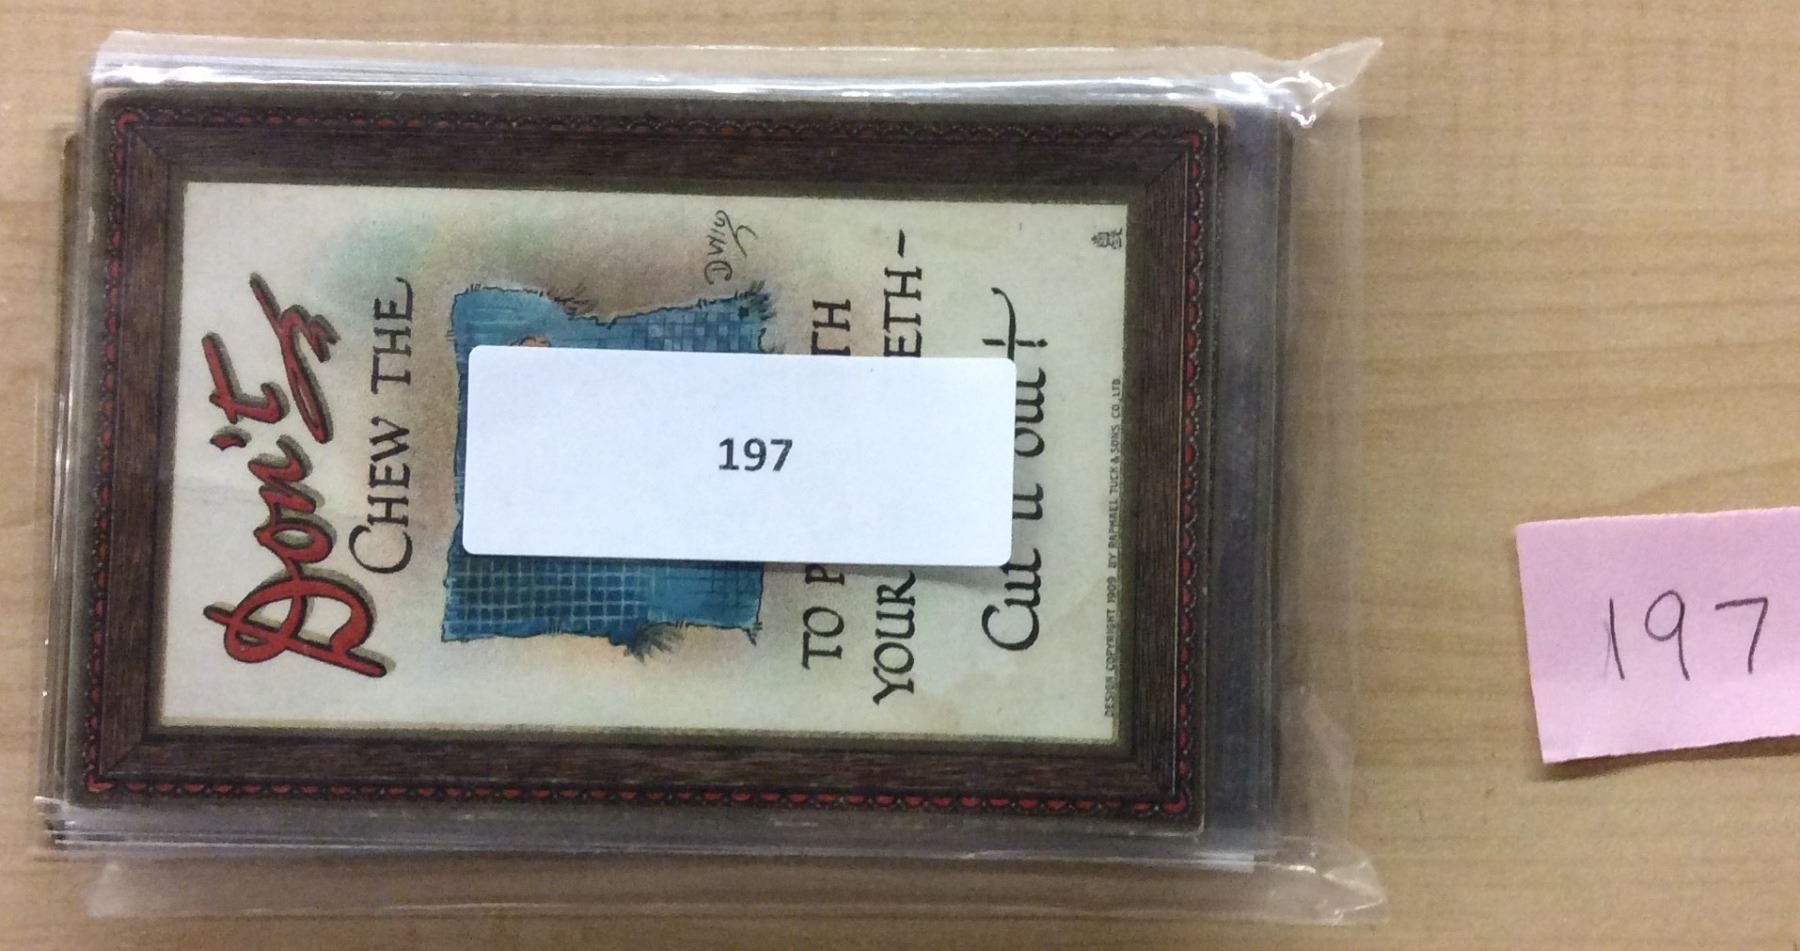 Don't
CHEW THE
DWIG
TO P TH
YOUR ETH-
Cut it out!
DESIGN COPYRIGHT 1909 BY RAPHAEL TUCK & SONS CO., LTD.
197
197